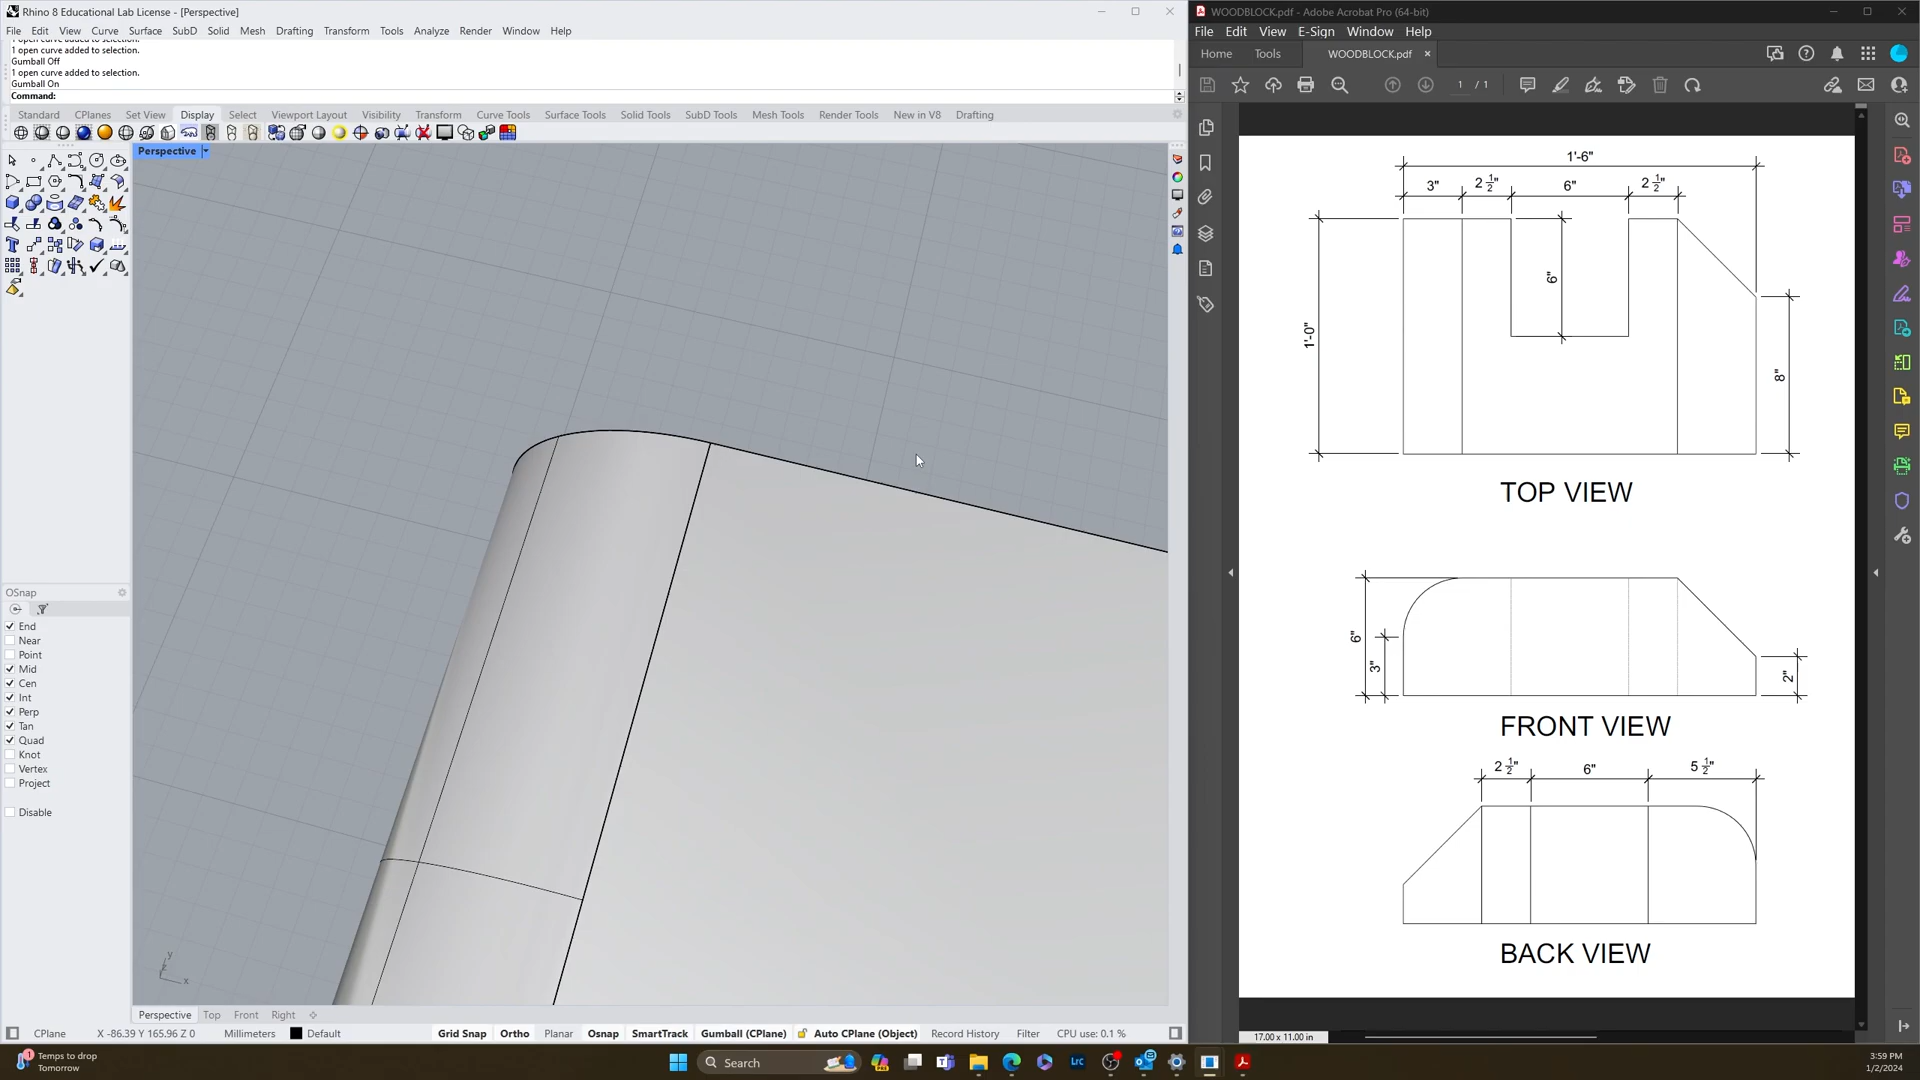 Rhino 8 Educational Lab License - [Perspective]
File Edit View Curve Surface SubD Solid Mesh Drafting Transform Tools Analyze Render Window Help
1 open curve added to selection.
1 open curve added to selection.
Gumball Off
1 open curve added to selection.
Gumball On
Command:
Standard CPlanes Set View Display Select Viewport Layout Visibility Transform Curve Tools Surface Tools Solid Tools SubD Tools Mesh Tools Render Tools New in V8 Drafting
Perspective
OSnap
End
Near
Point
Mid
Cen
Int
Perp
Tan
Quad
Knot
Vertex
Project
Disable
y
z
x
Perspective Top Front Right
CPlane X -86.39 Y 165.96 Z 0 Millimeters Default Grid Snap Ortho Planar Osnap SmartTrack Gumball (CPlane) Auto CPlane (Object) Record History Filter CPU use: 0.1 %
WOODBLOCK.pdf - Adobe Acrobat Pro (64-bit)
File Edit View E-Sign Window Help
Home Tools WOODBLOCK.pdf ×
1 / 1
1'-6"
3" 2 1/2" 6" 2 1/2"
6"
1'-0"
8"
TOP VIEW
6"
3"
2"
FRONT VIEW
2 1/2" 6" 5 1/2"
BACK VIEW
17.00 x 11.00 in
1
Temps to drop
Tomorrow
Search
Lrc
3:59 PM
1/2/2024